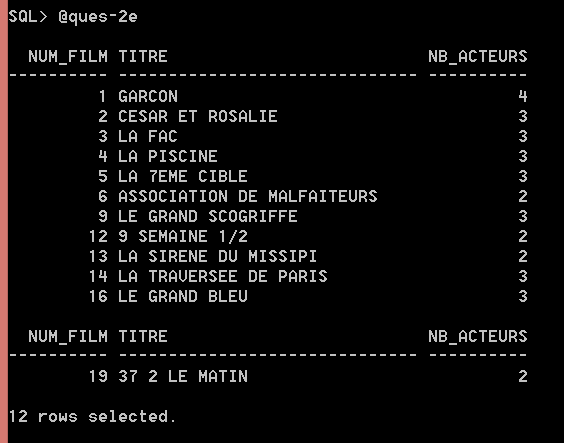 SQL> @ques-2e
NUM_FILM TITRE NB_ACTEURS
---------- ------------------------------ ----------
1 GARCON 4
2 CESAR ET ROSALIE 3
3 LA FAC 3
4 LA PISCINE 3
5 LA 7EME CIBLE 3
6 ASSOCIATION DE MALFAITEURS 2
9 LE GRAND SCOGRIFFE 3
12 9 SEMAINE 1/2 2
13 LA SIRENE DU MISSIPI 2
14 LA TRAVERSEE DE PARIS 3
16 LE GRAND BLEU 3
NUM_FILM TITRE NB_ACTEURS
---------- ------------------------------ ----------
19 37 2 LE MATIN 2
12 rows selected.